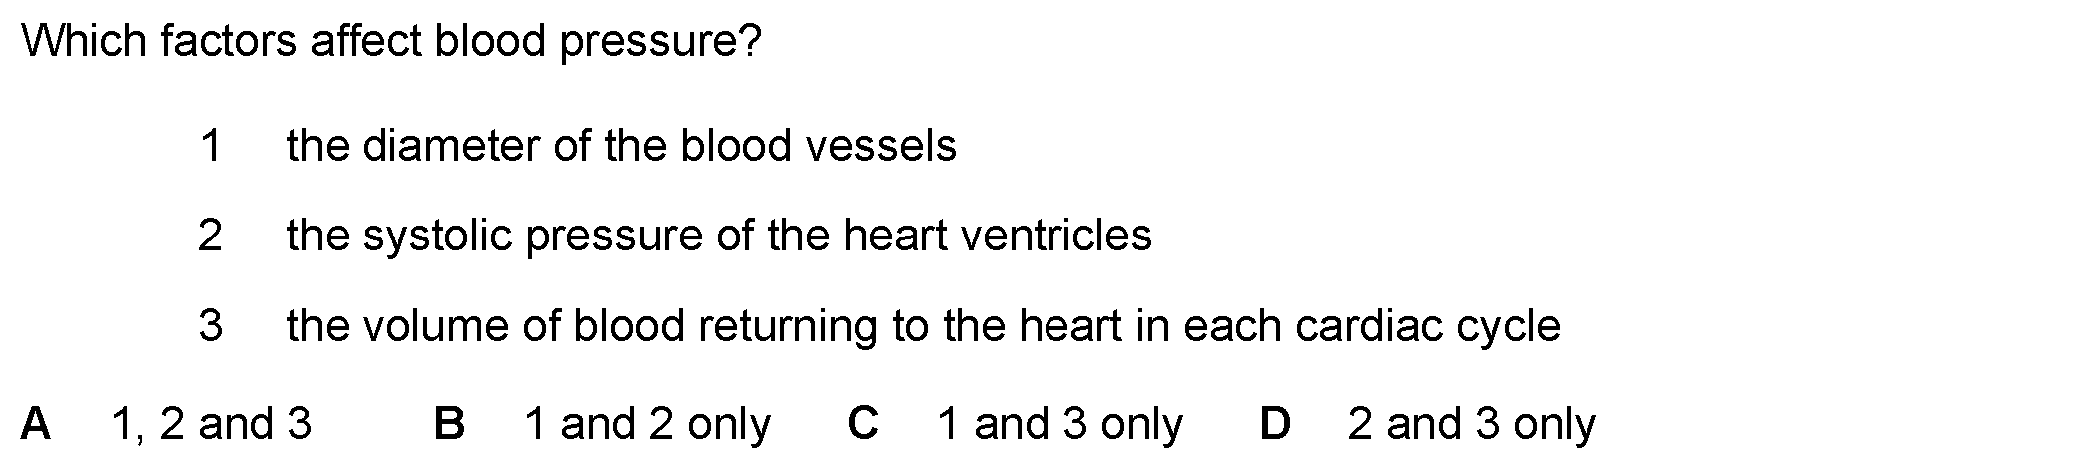 Which factors affect blood pressure?
1 the diameter of the blood vessels
2 the systolic pressure of the heart ventricles
3 the volume of blood returning to the heart in each cardiac cycle
A 1, 2 and 3 B 1 and 2 only C 1 and 3 only D 2 and 3 only